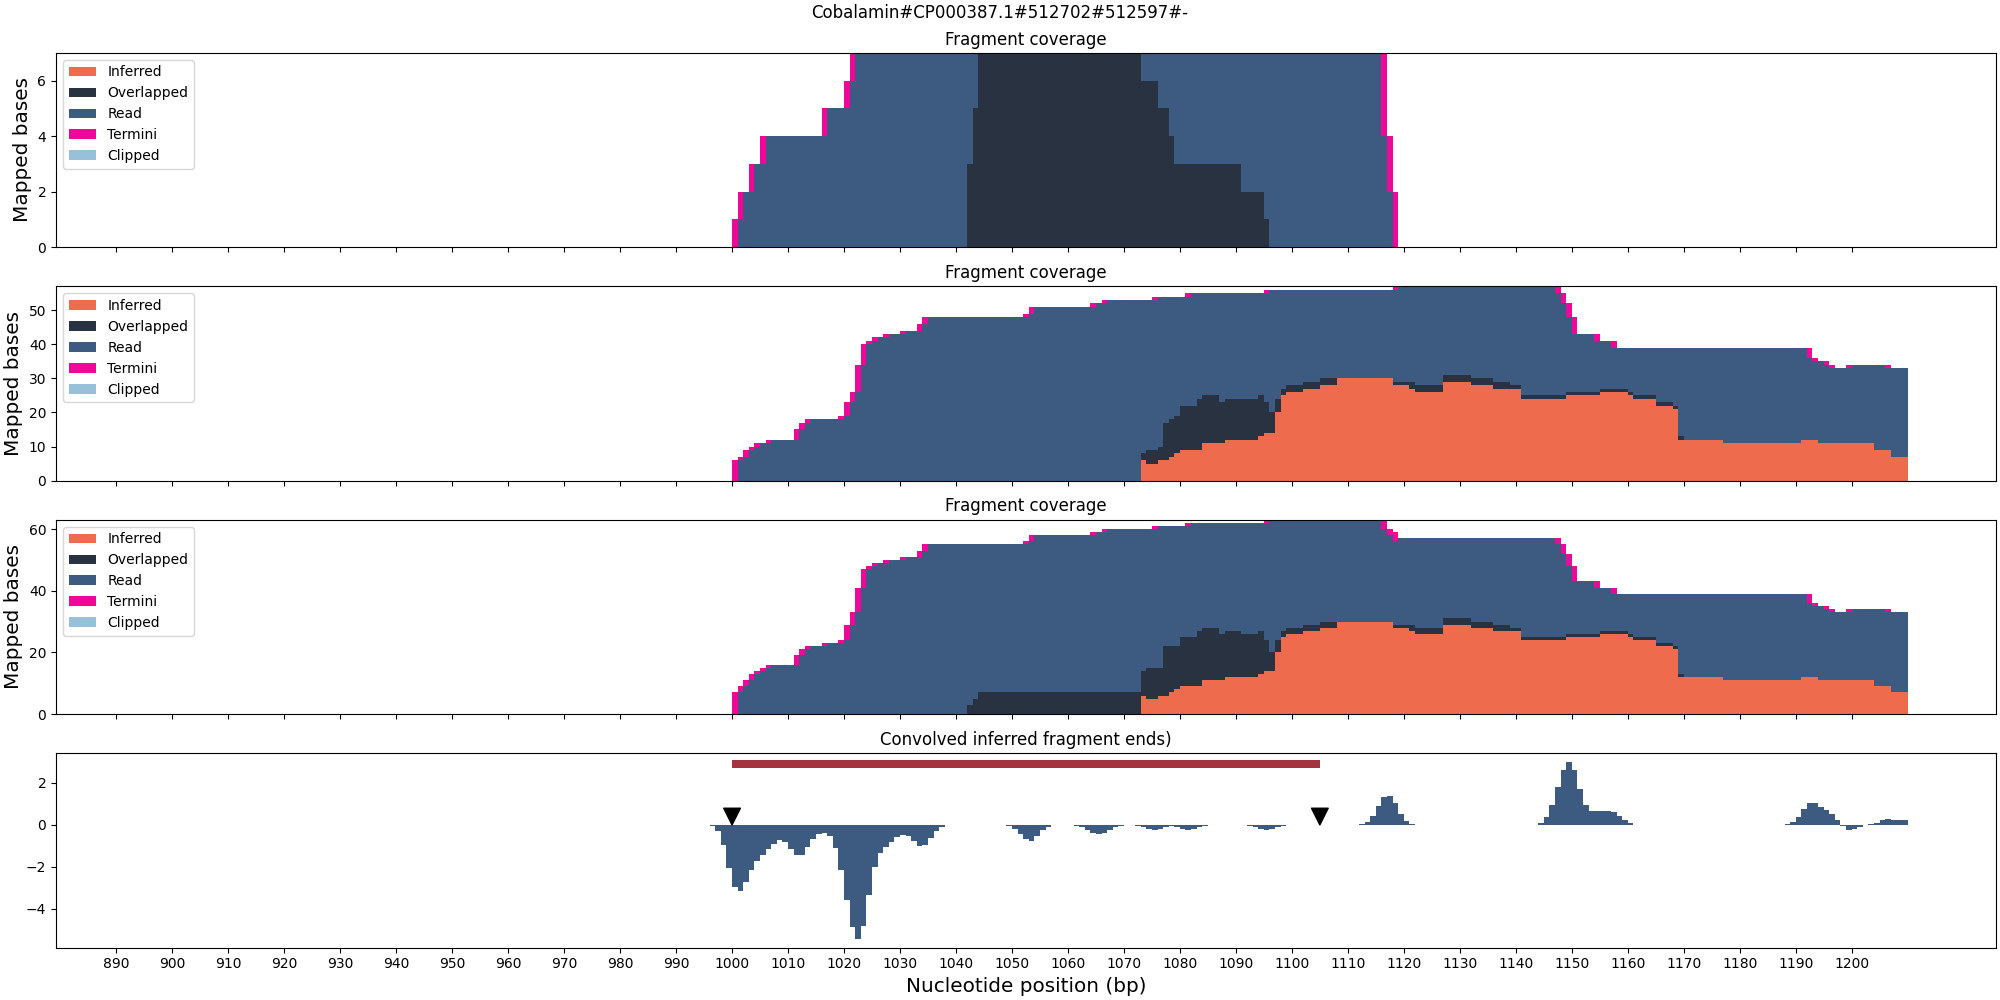 Cobalamin#CP000387.1#512702#512597#-
Fragment coverage
Mapped bases
6
4
2
0
Inferred
Overlapped
Read
Termini
Clipped
Fragment coverage
Mapped bases
50
40
30
20
10
0
Inferred
Overlapped
Read
Termini
Clipped
Fragment coverage
Mapped bases
60
40
20
0
Inferred
Overlapped
Read
Termini
Clipped
Convolved inferred fragment ends)
2
0
−2
−4
890 900 910 920 930 940 950 960 970 980 990 1000 1010 1020 1030 1040 1050 1060 1070 1080 1090 1100 1110 1120 1130 1140 1150 1160 1170 1180 1190 1200
Nucleotide position (bp)